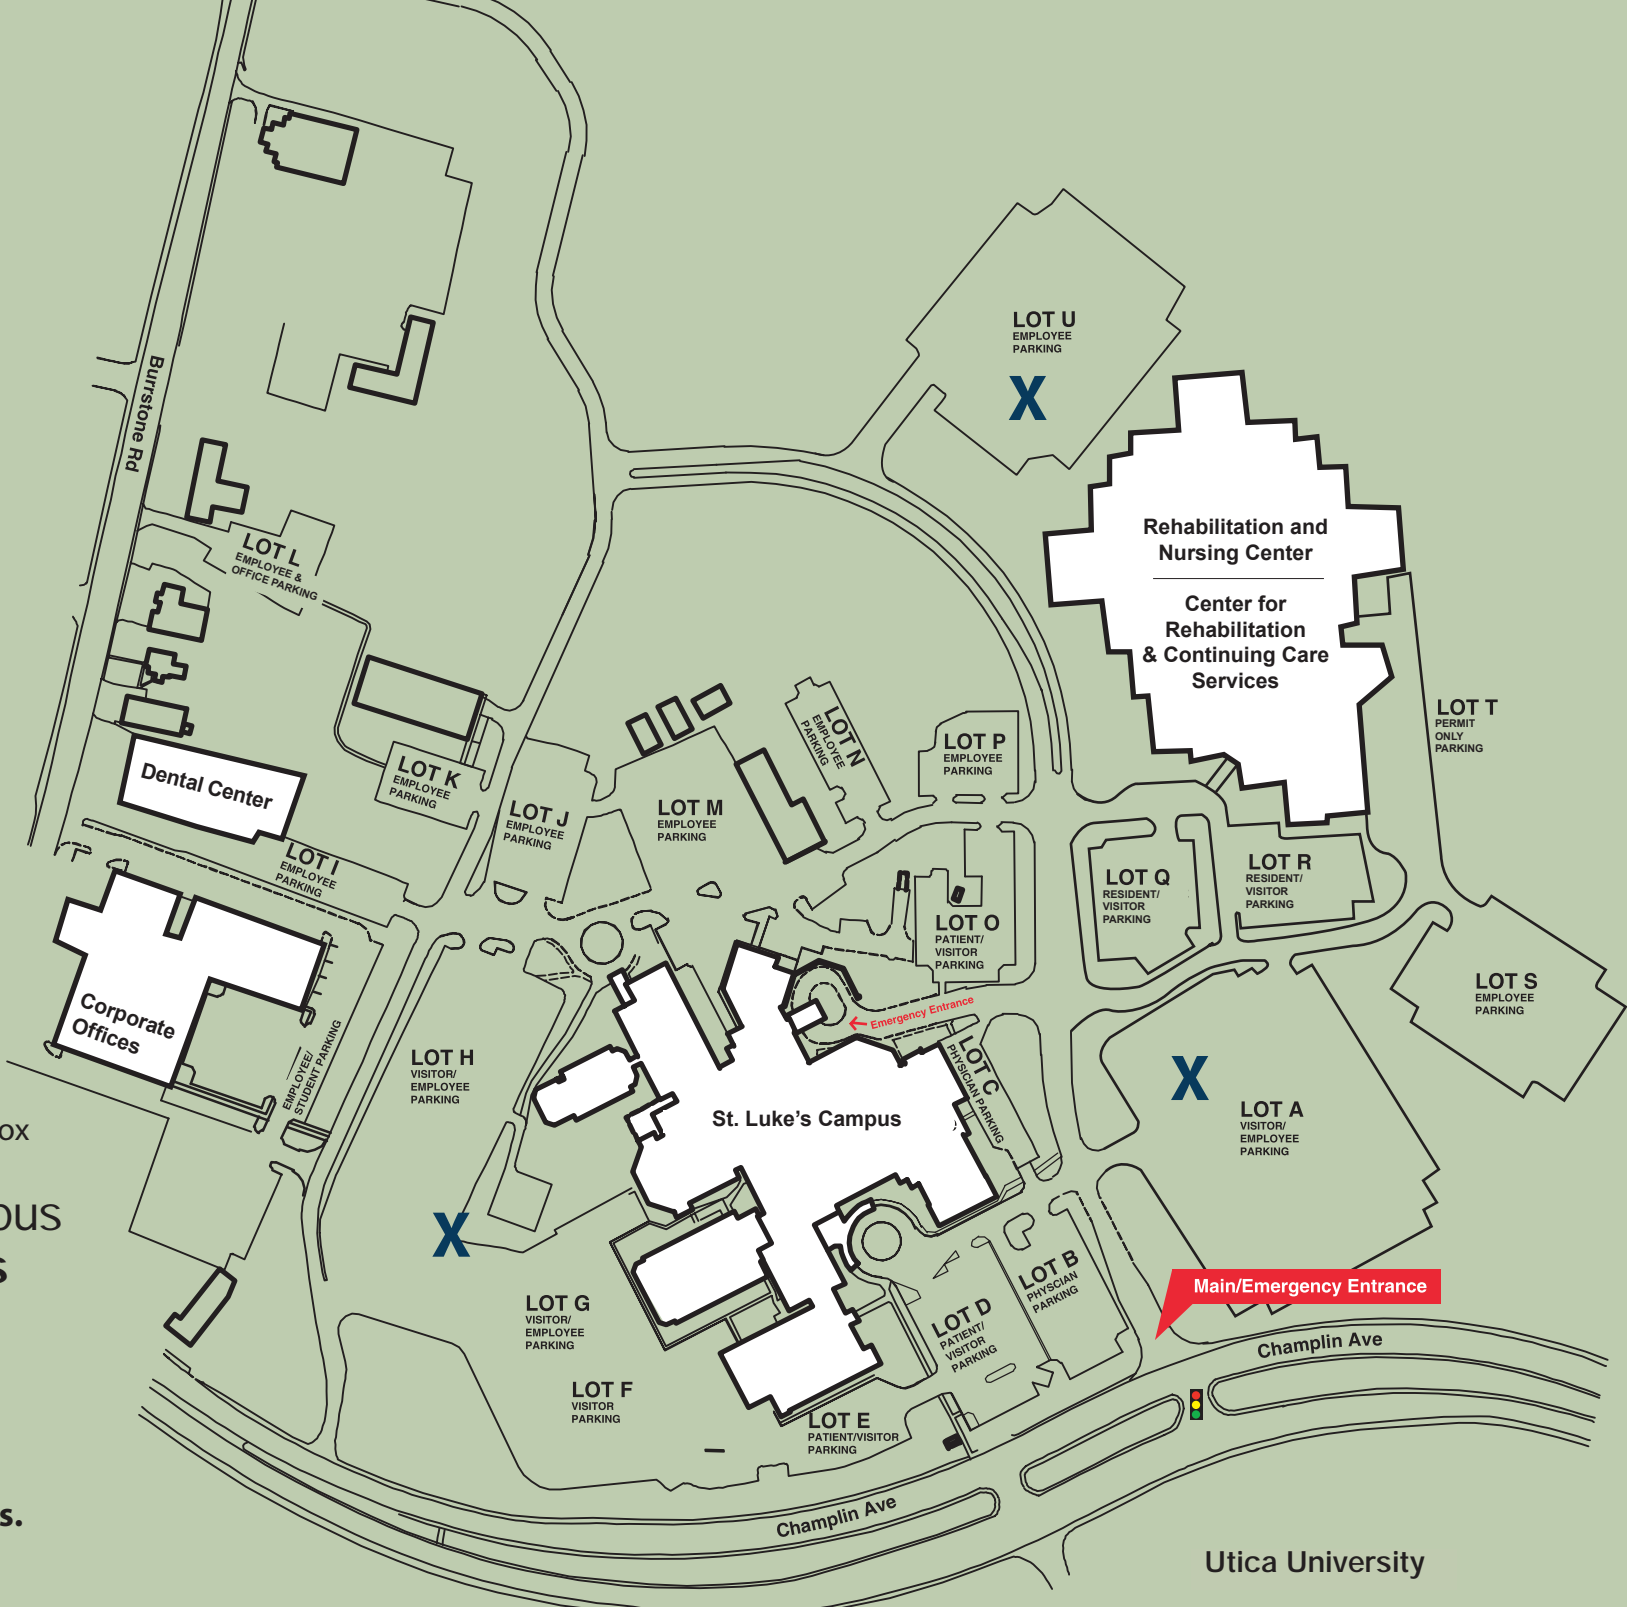 LOT U
EMPLOYEE
PARKING
X
Burrstone Rd
Rehabilitation and
Nursing Center
Center for
Rehabilitation
& Continuing Care
Services
LOT L
EMPLOYEE &
OFFICE PARKING
LOT T
PERMIT
ONLY
PARKING
LOT N
EMPLOYEE
PARKING
LOT P
EMPLOYEE
PARKING
Dental Center
LOT K
EMPLOYEE
PARKING
LOT J
EMPLOYEE
PARKING
LOT M
EMPLOYEE
PARKING
LOT I
EMPLOYEE
PARKING
LOT Q
RESIDENT/
VISITOR
PARKING
LOT R
RESIDENT/
VISITOR
PARKING
LOT O
PATIENT/
VISITOR
PARKING
LOT S
EMPLOYEE
PARKING
Corporate
Offices
Emergency Entrance
EMPLOYEE/
STUDENT PARKING
LOT H
VISITOR/
EMPLOYEE
PARKING
LOT C
PHYSICIAN PARKING
X
LOT A
VISITOR/
EMPLOYEE
PARKING
St. Luke's Campus
ox
ous
s
X
LOT B
PHYSCIAN
PARKING
Main/Emergency Entrance
LOT G
VISITOR/
EMPLOYEE
PARKING
LOT D
PATIENT/
VISITOR
PARKING
Champlin Ave
LOT F
VISITOR
PARKING
LOT E
PATIENT/VISITOR
PARKING
s.
Champlin Ave
Utica University